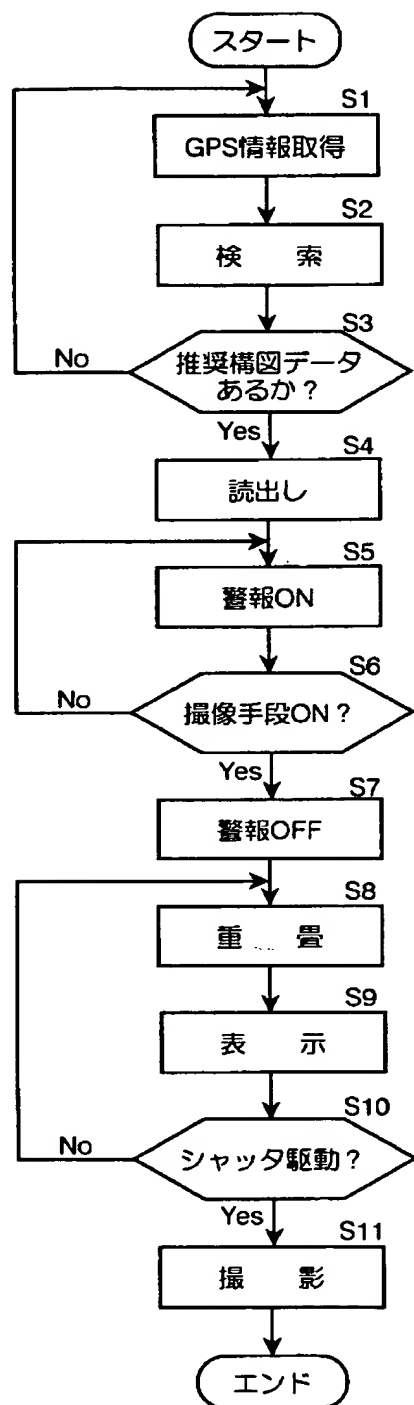 スタート
S1
GPS情報取得
S2
検 索
S3
推奨構図データ
あるか?
No
Yes
S4
読出し
S5
警報ON
S6
撮像手段ON?
No
Yes
S7
警報OFF
S8
重 畳
S9
表 示
S10
シャッタ駆動?
No
Yes
S11
撮 影
エンド